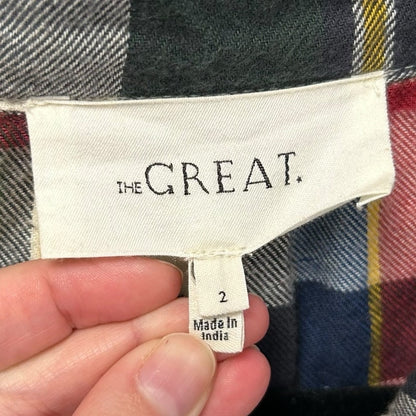 THE GREAT.
2
Made In
India